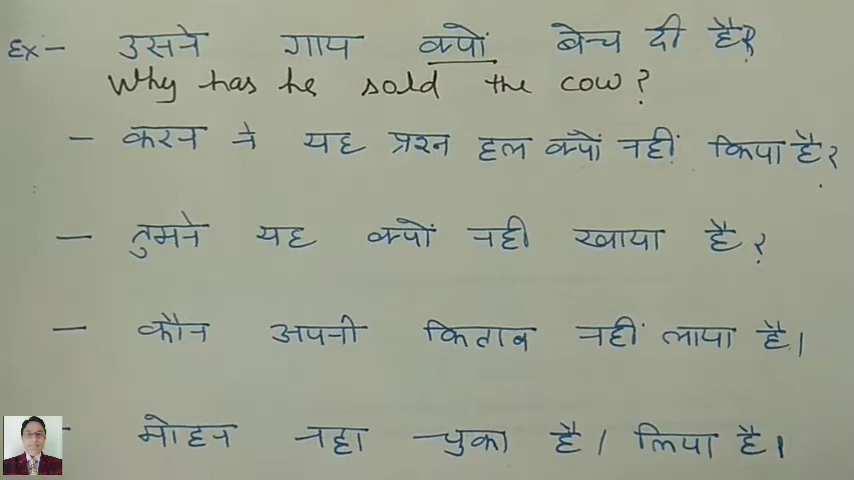 Ex - उसने गाय क्यों बेच दी है?
Why has he sold the cow?
- करन ने यह प्रश्न हल क्यों नहीं किया है?
- तुमने यह क्यों नही खाया है?
- कौन अपनी किताब नहीं लाया है।
- मोहन नहा चुका है। लिया है।